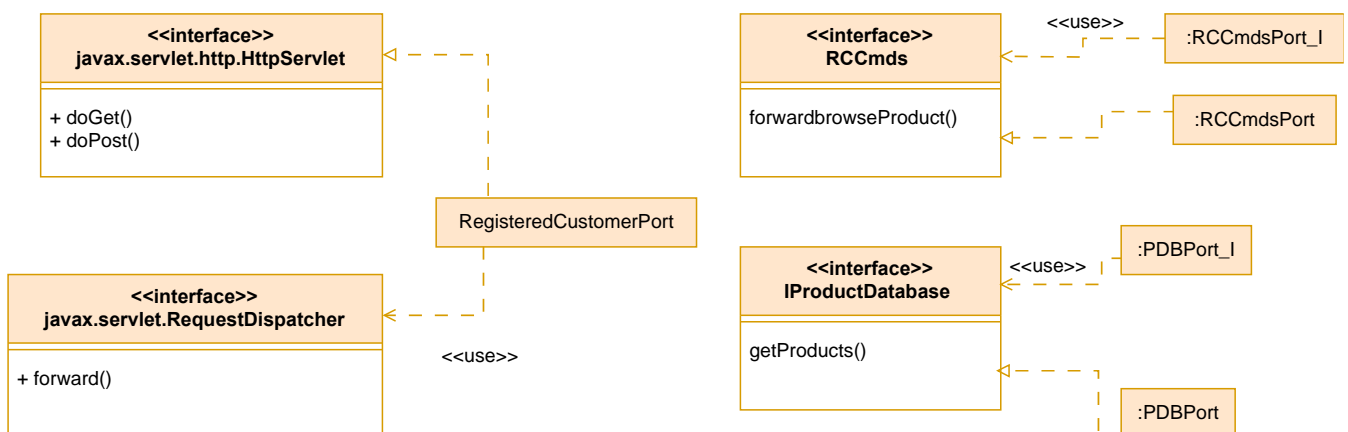 <<interface>>
javax.servlet.http.HttpServlet
+ doGet()
+ doPost()
RegisteredCustomerPort
<<interface>>
javax.servlet.RequestDispatcher
+ forward()
<<use>>
<<interface>>
RCCmds
forwardbrowseProduct()
<<use>>
:RCCmdsPort_I
:RCCmdsPort
<<interface>>
IProductDatabase
getProducts()
<<use>>
:PDBPort_I
:PDBPort